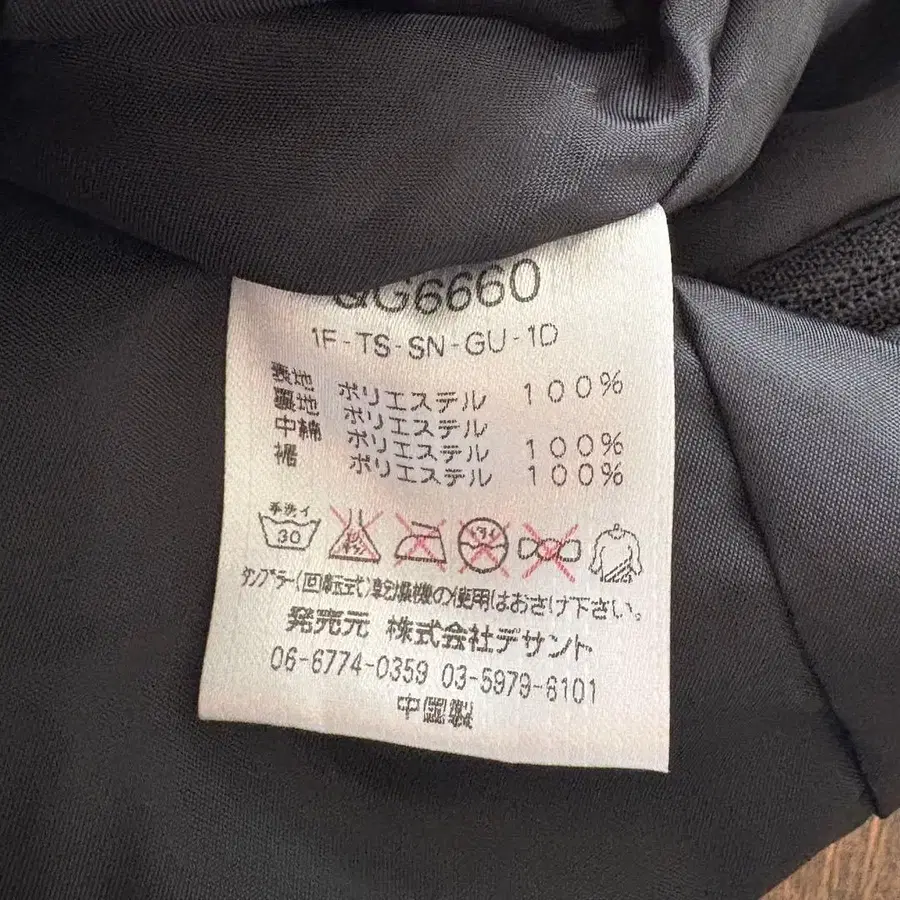 GG6660
1F-TS-SN-GU-1D
表地 ポリエステル 100%
裏地 ポリエステル
中綿 ポリエステル 100%
裾 ポリエステル 100%
手洗イ
30
タンブラー(回転式)乾燥機の使用はおさけ下さい。
発売元 株式会社デサント
06-6774-0359 03-5979-6101
中国製